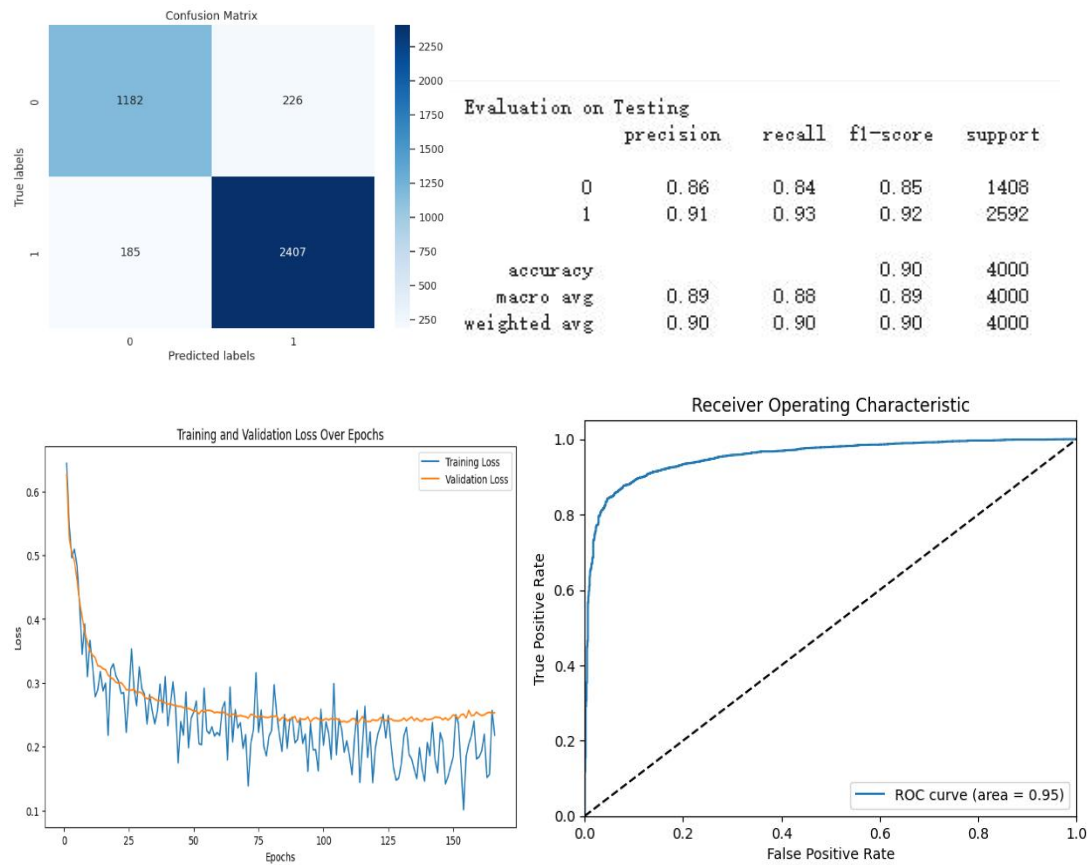 Confusion Matrix
1182 226
185 2407
0
1
True labels
0 1
Predicted labels
2250
2000
1750
1500
1250
1000
750
500
250
Evaluation on Testing
precision recall f1-score support
0 0.86 0.84 0.85 1408
1 0.91 0.93 0.92 2592
accuracy 0.90 4000
macro avg 0.89 0.88 0.89 4000
weighted avg 0.90 0.90 0.90 4000
Training and Validation Loss Over Epochs
Training Loss
Validation Loss
0.6
0.5
0.4
0.3
0.2
0.1
Loss
0 25 50 75 100 125 150
Epochs
Receiver Operating Characteristic
1.0
0.8
0.6
0.4
0.2
0.0
True Positive Rate
ROC curve (area = 0.95)
0.0 0.2 0.4 0.6 0.8 1.0
False Positive Rate